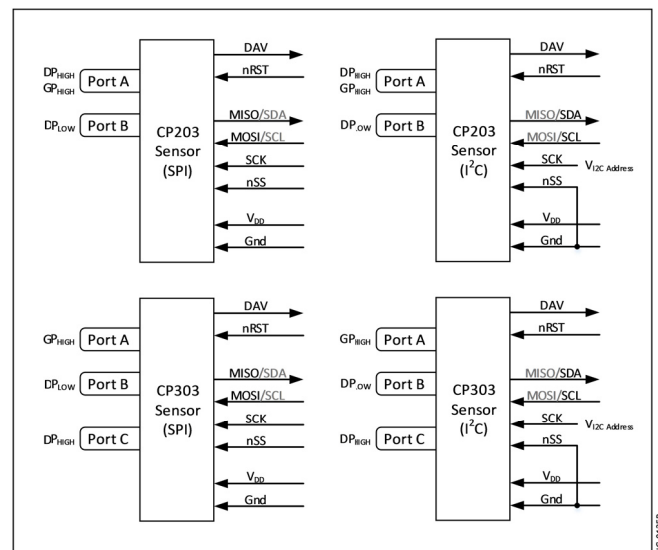 DAV
nRST
DPHIGH
GPHIGH
Port A
DPLOW
Port B
CP203
Sensor
(SPI)
MISO/SDA
MOSI/SCL
SCK
nSS
VDD
Gnd
DAV
nRST
DPHIGH
GPHIGH
Port A
DP.OW
Port B
CP203
Sensor
(I²C)
MISO/SDA
MOSI/SCL
SCK
VI2C Address
nSS
VDD
Gnd
DAV
nRST
GPHIGH
Port A
DPLOW
Port B
DPHIGH
Port C
CP303
Sensor
(SPI)
MISO/SDA
MOSI/SCL
SCK
nSS
VDD
Gnd
DAV
nRST
GPHIGH
Port A
DP.OW
Port B
DPHIGH
Port C
CP303
Sensor
(I²C)
MISO/SDA
MOSI/SCL
SCK
VI2C Address
nSS
VDD
Gnd